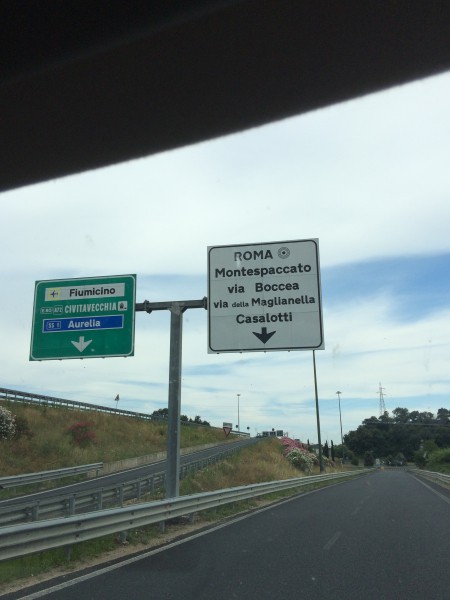 Fiumicino
CIVITAVECCHIA
SS 1 Aurelia
ROMA
Montespaccato
via Boccea
via della Maglianella
Casalotti